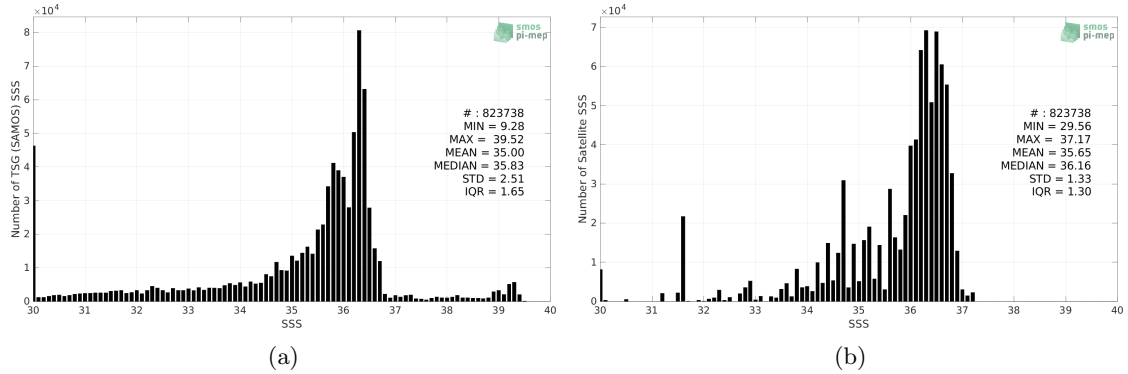 ×10⁴
smos
pi-mep
8
7
6
5
4
3
2
1
0
Number of TSG (SAMOS) SSS
# : 823738
MIN = 9.28
MAX = 39.52
MEAN = 35.00
MEDIAN = 35.83
STD = 2.51
IQR = 1.65
30 31 32 33 34 35 36 37 38 39 40
SSS
(a)
×10⁴
smos
pi-mep
7
6
5
4
3
2
1
0
Number of Satellite SSS
# : 823738
MIN = 29.56
MAX = 37.17
MEAN = 35.65
MEDIAN = 36.16
STD = 1.33
IQR = 1.30
30 31 32 33 34 35 36 37 38 39 40
SSS
(b)